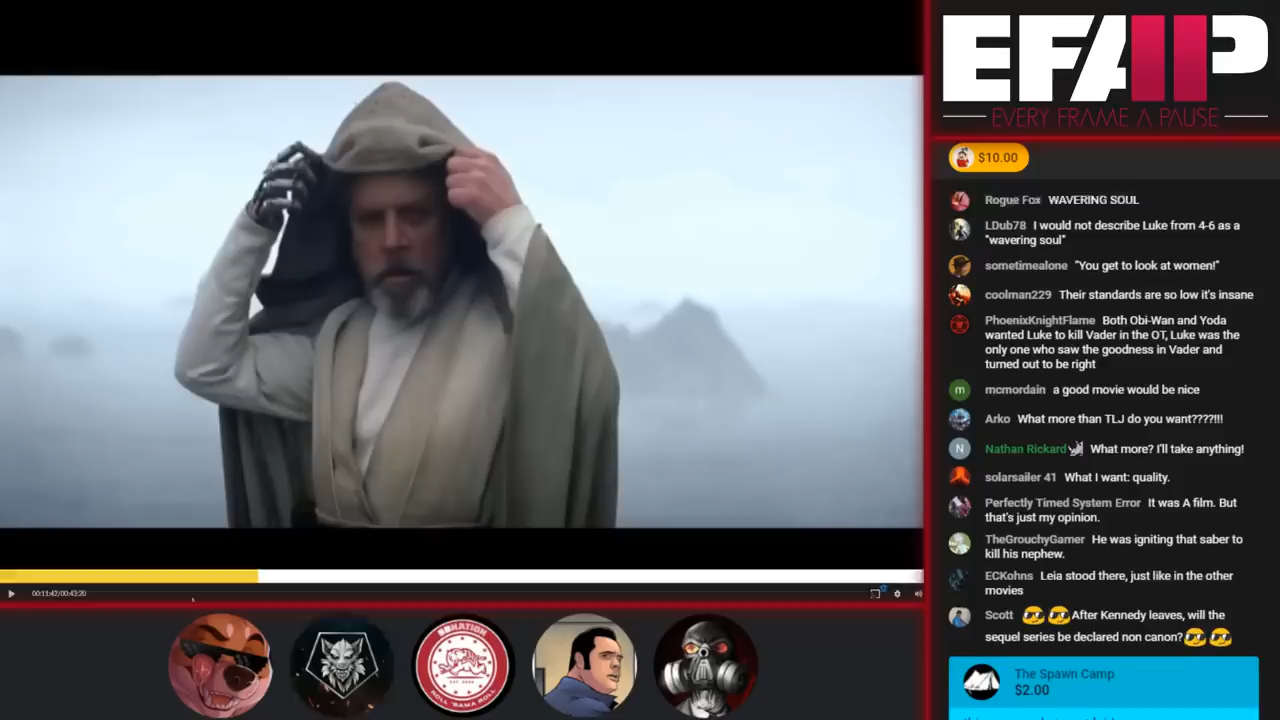 EFAP
EVERY FRAME A PAUSE
$10.00
Rogue Fox WAVERING SOUL
LDub78 I would not describe Luke from 4-6 as a
"wavering soul"
sometimealone "You get to look at women!"
coolman229 Their standards are so low it's insane
PhoenixKnightFlame Both Obi-Wan and Yoda
wanted Luke to kill Vader in the OT, Luke was the
only one who saw the goodness in Vader and
turned out to be right
m mcmordain a good movie would be nice
Arko What more than TLJ do you want????!!!
N Nathan Rickard What more? I'll take anything!
solarsailer 41 What I want: quality.
Perfectly Timed System Error It was A film. But
that's just my opinion.
TheGrouchyGamer He was igniting that saber to
kill his nephew.
ECKohns Leia stood there, just like in the other
movies
Scott After Kennedy leaves, will the
sequel series be declared non canon?
The Spawn Camp
$2.00
00:11:42/00:43:20
NATION
ROLL 'BAMA ROLL